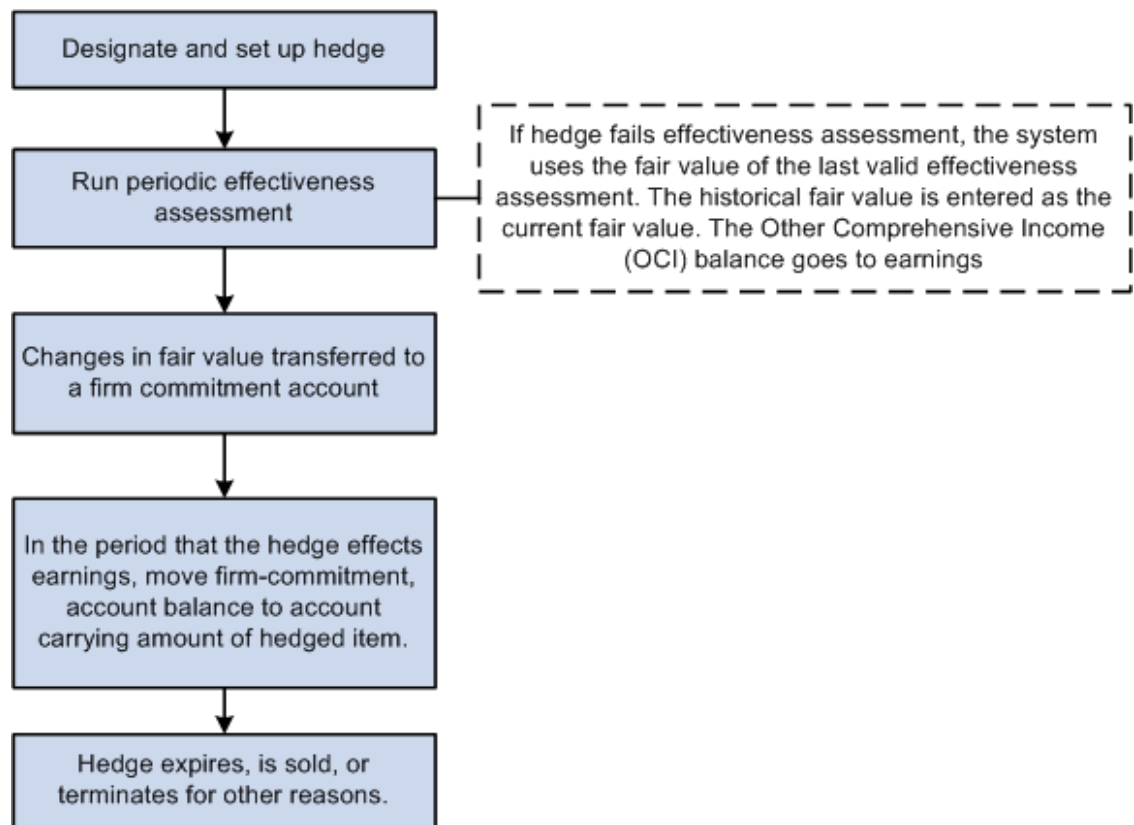 Designate and set up hedge
Run periodic effectiveness
assessment
If hedge fails effectiveness assessment, the system
uses the fair value of the last valid effectiveness
assessment. The historical fair value is entered as the
current fair value. The Other Comprehensive Income
(OCI) balance goes to earnings
Changes in fair value transferred to
a firm commitment account
In the period that the hedge effects
earnings, move firm-commitment,
account balance to account
carrying amount of hedged item.
Hedge expires, is sold, or
terminates for other reasons.